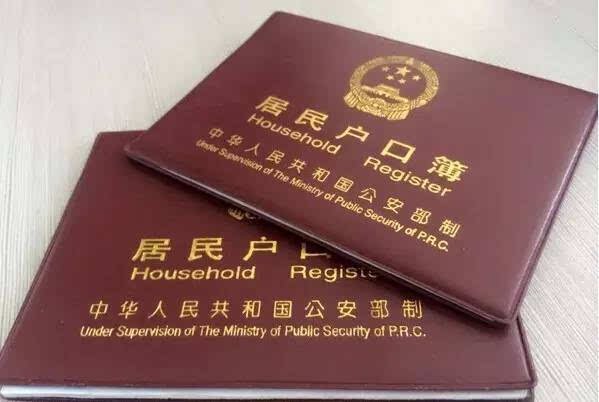 居民户口簿
Household Register
中华人民共和国公安部制
Under Supervision of The Ministry of Public Security of P.R.C.
居民户口
Household Registe
中华人民共和国公安部制
Under Supervision of The Ministry of Public Security of P.R.C.